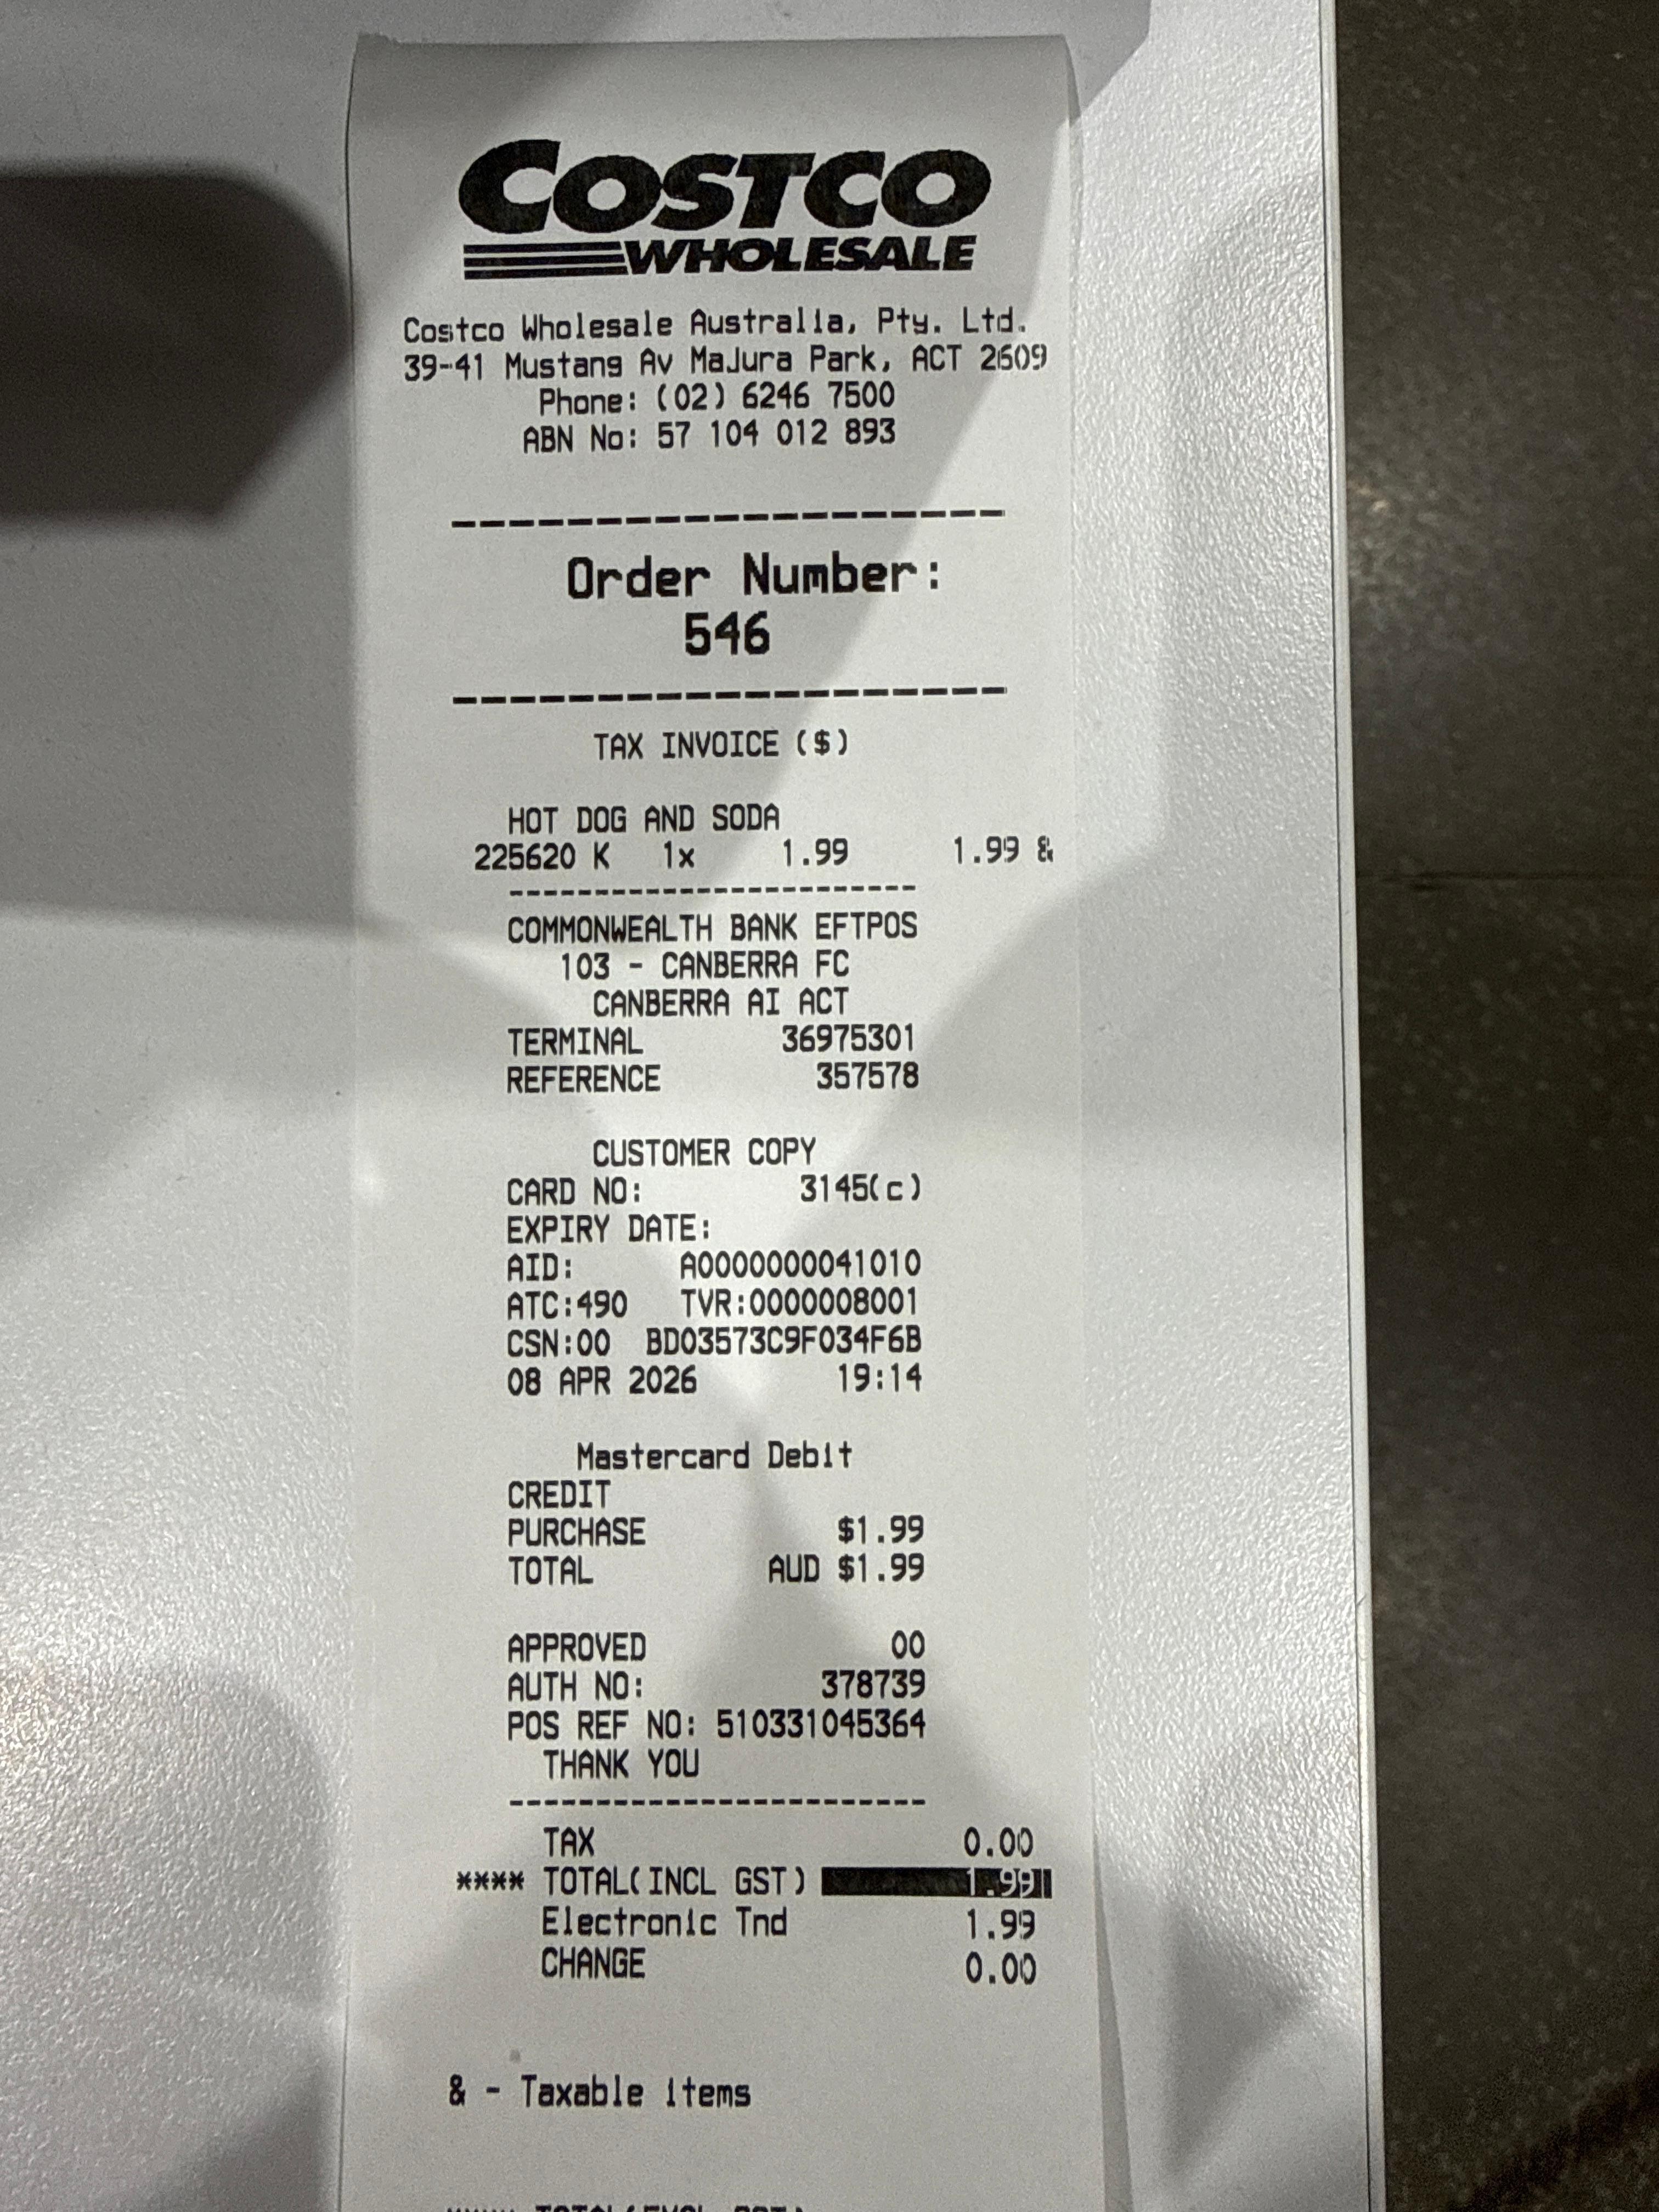 COSTCO
WHOLESALE
Costco Wholesale Australia, Pty. Ltd.
39-41 Mustang Av MaJura Park, ACT 2609
Phone: (02) 6246 7500
ABN No: 57 104 012 893
Order Number:
546
TAX INVOICE ($)
HOT DOG AND SODA
225620 K 1x 1.99 1.99 &
COMMONWEALTH BANK EFTPOS
103 - CANBERRA FC
CANBERRA AI ACT
TERMINAL 36975301
REFERENCE 357578
CUSTOMER COPY
CARD NO: 3145(c)
EXPIRY DATE:
AID: A0000000041010
ATC:490 TVR:0000008001
CSN:00 BD03573C9F034F6B
08 APR 2026 19:14
Mastercard Debit
CREDIT
PURCHASE $1.99
TOTAL AUD $1.99
APPROVED 00
AUTH NO: 378739
POS REF NO: 510331045364
THANK YOU
TAX 0.00
**** TOTAL(INCL GST) 1.99
Electronic Tnd 1.99
CHANGE 0.00
& - Taxable items